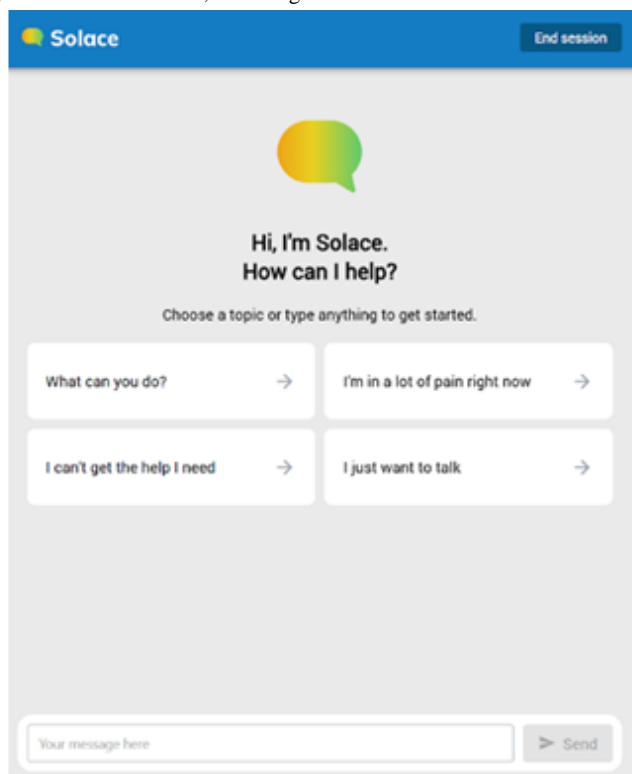 Solace
End session
Hi, I'm Solace.
How can I help?
Choose a topic or type anything to get started.
What can you do?
I'm in a lot of pain right now
I can't get the help I need
I just want to talk
Your message here
Send